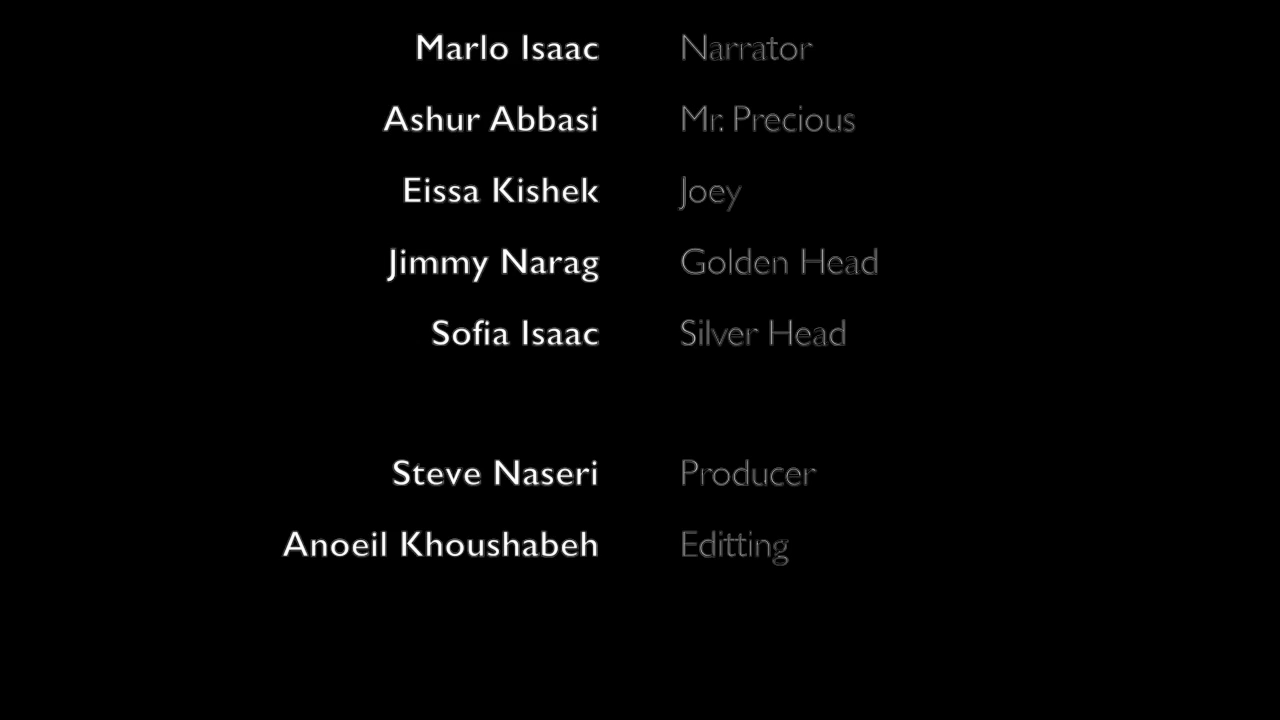 Marlo Isaac Narrator
Ashur Abbasi Mr. Precious
Eissa Kishek Joey
Jimmy Narag Golden Head
Sofia Isaac Silver Head
Steve Naseri Producer
Anoeil Khoushabeh Editting